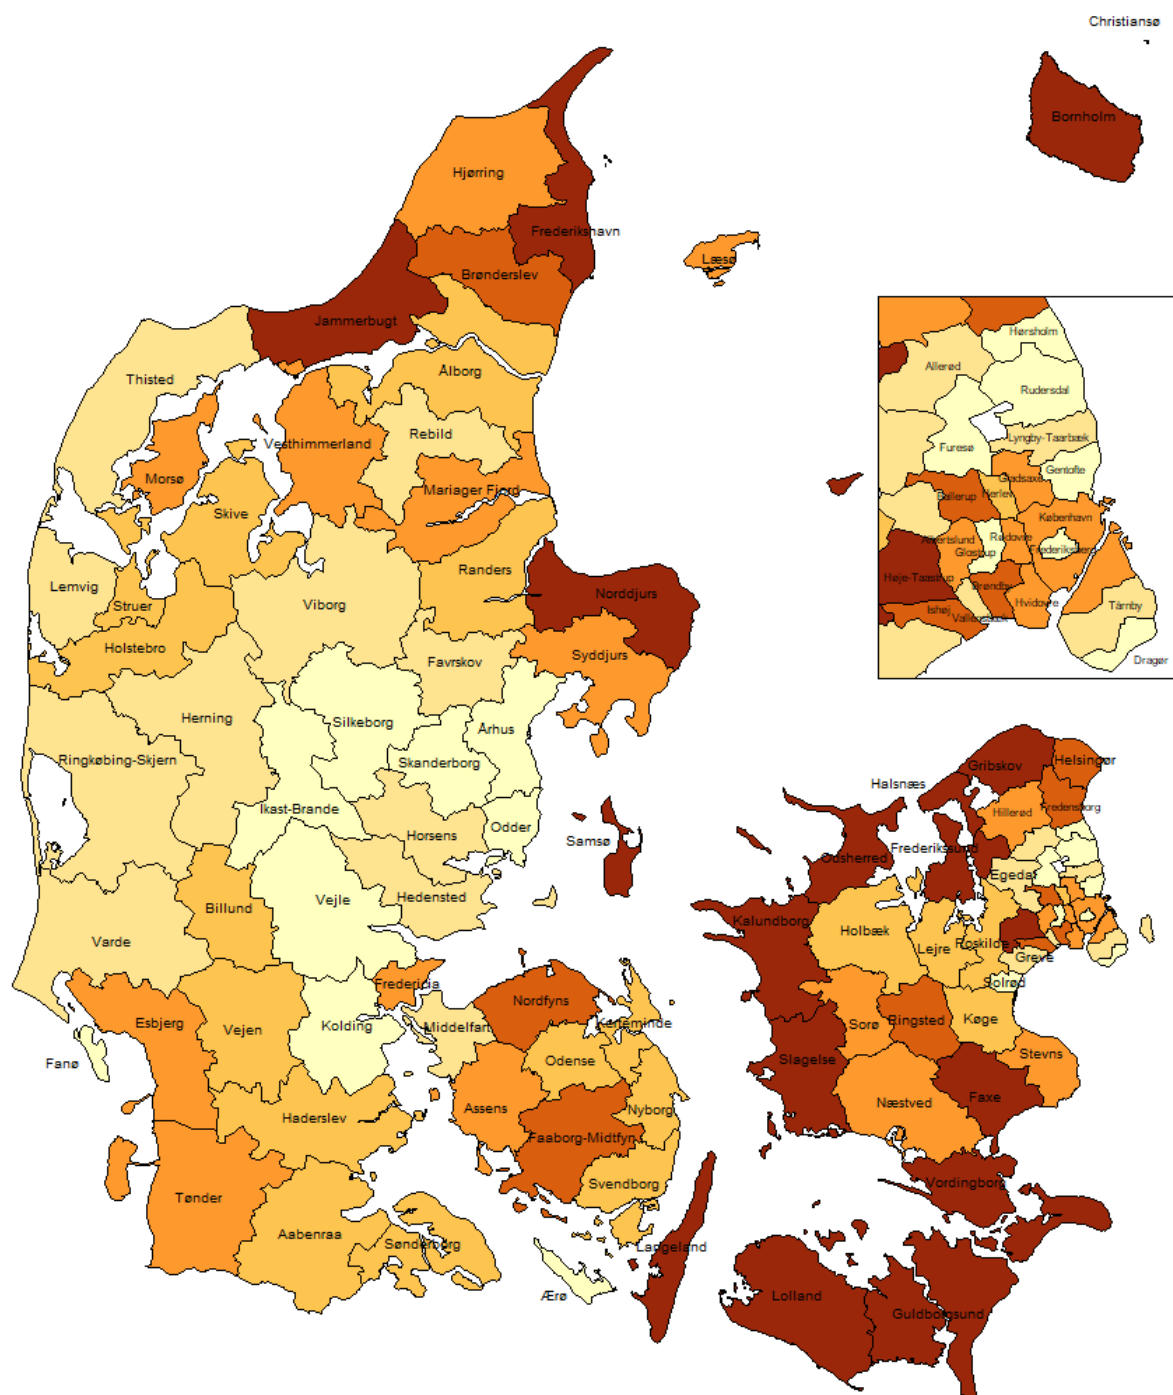 Christiansø
Bornholm
Hjørring
Frederikshavn
Læsø
Brønderslev
Jammerbugt
Thisted
Ålborg
Vesthimmerland
Rebild
Morsø
Mariager Fjord
Skive
Randers
Lemvig
Viborg
Norddjurs
Struer
Holstebro
Syddjurs
Favrskov
Herning
Silkeborg
Århus
Ringkøbing-Skjern
Skanderborg
Ikast-Brande
Horsens
Odder
Samsø
Hedensted
Vejle
Billund
Varde
Fredericia
Esbjerg
Vejen
Kolding
Middelfart
Nordfyns
Kerteminde
Fanø
Odense
Assens
Nyborg
Haderslev
Faaborg-Midtfyn
Svendborg
Tønder
Aabenraa
Sønderborg
Langeland
Ærø
Hørsholm
Allerød
Rudersdal
Lyngby-Taarbæk
Furesø
Gentofte
Gladsaxe
Ballerup
Herlev
København
Albertslund
Rødovre
Glostrup
Frederiksberg
Høje-Taastrup
Brøndby
Hvidovre
Ishøj
Vallensbæk
Tårnby
Dragør
Gribskov
Helsingør
Halsnæs
Hillerød
Fredensborg
Odsherred
Frederikssund
Egedal
Kalundborg
Holbæk
Lejre
Roskilde
Greve
Solrød
Sorø
Ringsted
Køge
Slagelse
Stevns
Næstved
Faxe
Vordingborg
Lolland
Guldborgsund